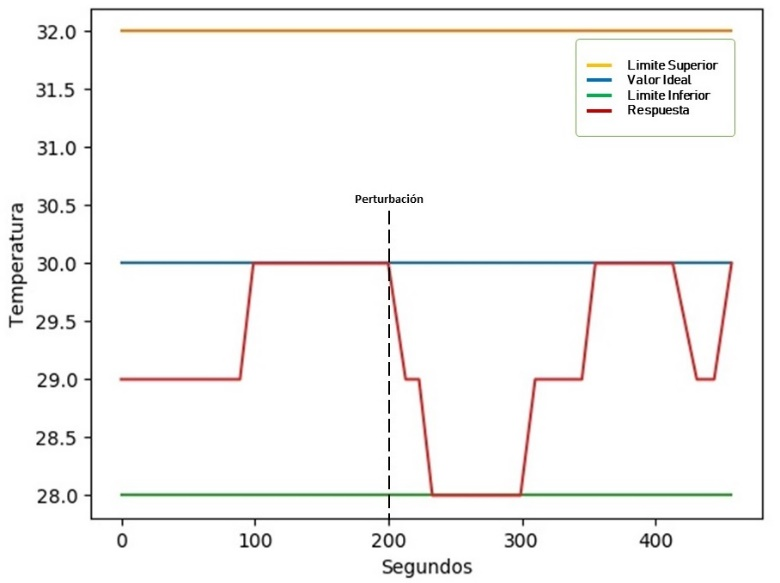 32.0
31.5
31.0
30.5
30.0
29.5
29.0
28.5
28.0
Temperatura
Limite Superior
Valor Ideal
Limite Inferior
Respuesta
Perturbación
0 100 200 300 400
Segundos